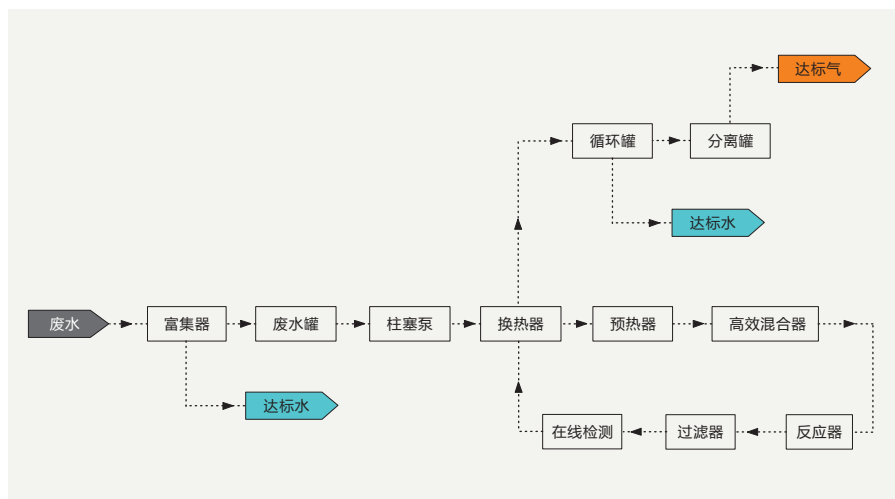 达标气
循环罐
分离罐
达标水
废水
富集器
废水罐
柱塞泵
换热器
预热器
高效混合器
达标水
在线检测
过滤器
反应器